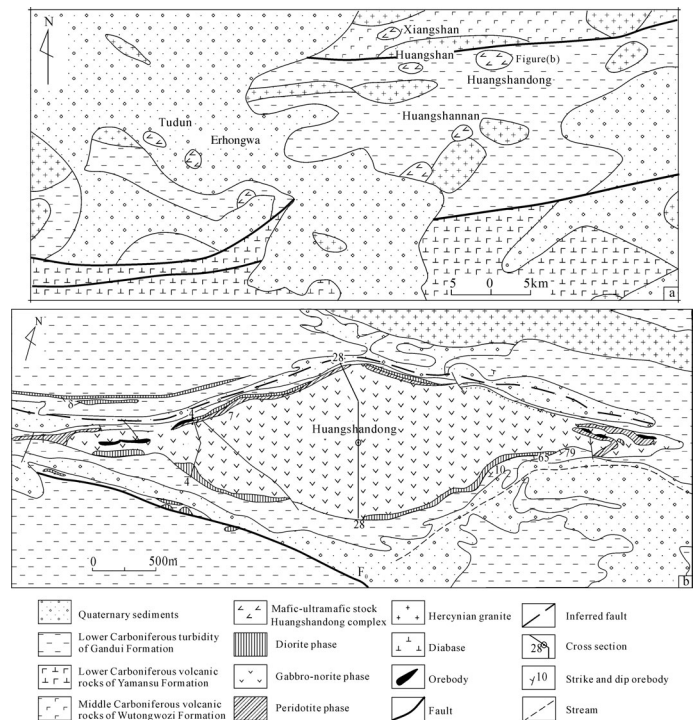 N
Xiangshan
Huangshan
Figure(b)
Huangshandong
Huangshannan
Tudun
Erhongwa
5 0 5km
a
N
28
8
7
Huangshandong
4
79
65
10
4
28
0 500m
F
b
Quaternary sediments
Mafic-ultramafic stock
Huangshandong complex
Hercynian granite
Inferred fault
Lower Carboniferous turbidity
of Gandui Formation
Diorite phase
Diabase
28
Cross section
Lower Carboniferous volcanic
rocks of Yamansu Formation
Gabbro-norite phase
Orebody
10
Strike and dip orebody
Middle Carboniferous volcanic
rocks of Wutongwozi Formation
Peridotite phase
Fault
Stream